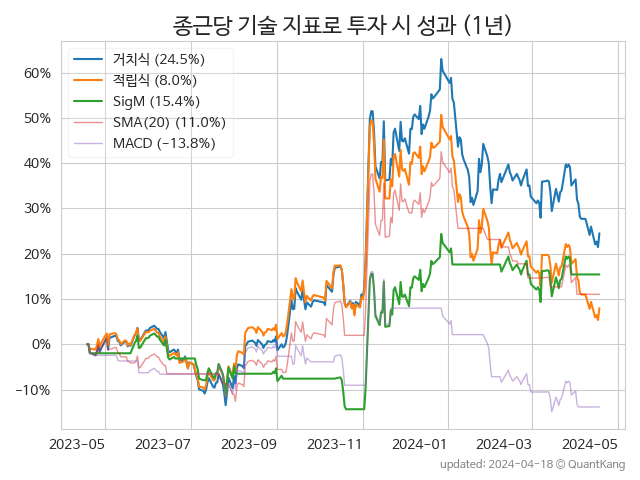 종근당 기술 지표로 투자 시 성과 (1년)
거치식 (24.5%)
적립식 (8.0%)
SigM (15.4%)
SMA(20) (11.0%)
MACD (−13.8%)
60%
50%
40%
30%
20%
10%
0%
−10%
2023-05 2023-07 2023-09 2023-11 2024-01 2024-03 2024-05
updated: 2024-04-18 © QuantKang